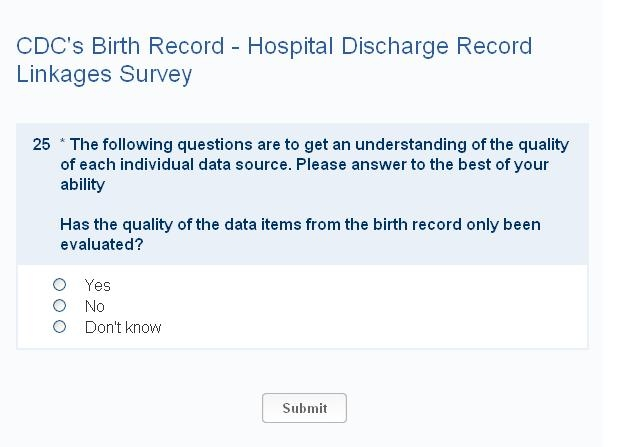 CDC's Birth Record - Hospital Discharge Record
Linkages Survey
25 * The following questions are to get an understanding of the quality
of each individual data source. Please answer to the best of your
ability
Has the quality of the data items from the birth record only been
evaluated?
Yes
No
Don't know
Submit